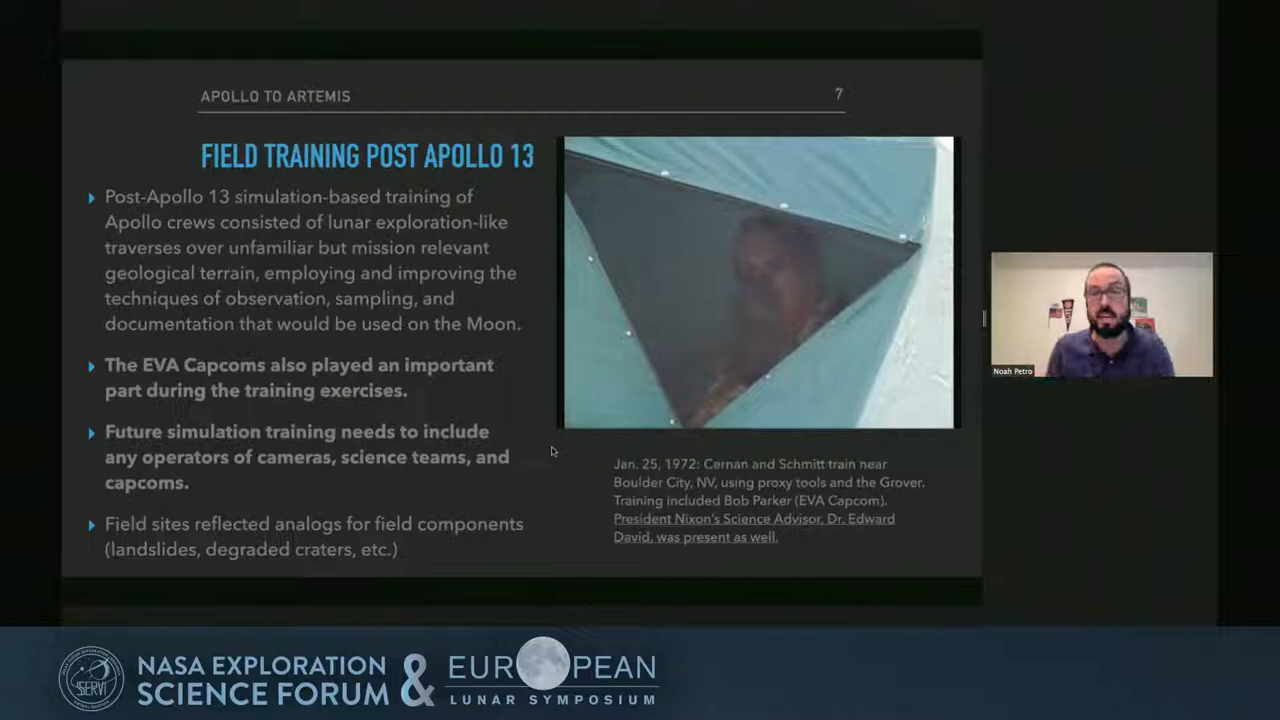 APOLLO TO ARTEMIS
7
FIELD TRAINING POST APOLLO 13
Post-Apollo 13 simulation-based training of
Apollo crews consisted of lunar exploration-like
traverses over unfamiliar but mission relevant
geological terrain, employing and improving the
techniques of observation, sampling, and
documentation that would be used on the Moon.
The EVA Capcoms also played an important
part during the training exercises.
Future simulation training needs to include
any operators of cameras, science teams, and
capcoms.
Field sites reflected analogs for field components
(landslides, degraded craters, etc.)
Jan. 25, 1972: Cernan and Schmitt train near
Boulder City, NV, using proxy tools and the Grover.
Training included Bob Parker (EVA Capcom).
President Nixon's Science Advisor, Dr. Edward
David, was present as well.
Noah Petro
SSERVI
NASA EXPLORATION
SCIENCE FORUM
&
EUROPEAN
LUNAR SYMPOSIUM